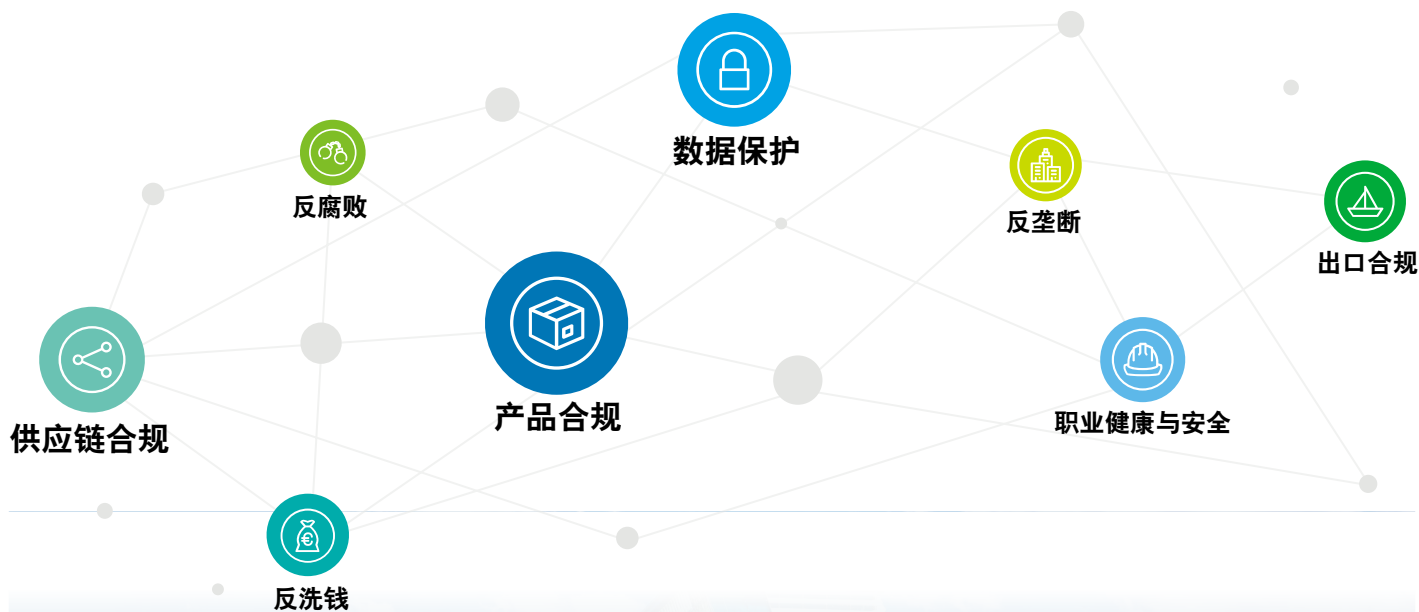 数据保护
反腐败
反垄断
出口合规
产品合规
职业健康与安全
供应链合规
€
反洗钱